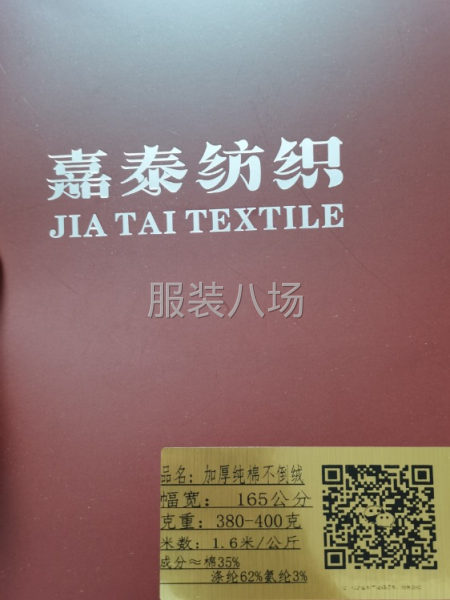 嘉泰纺织
JIA TAI TEXTILE
服装八场
品名：加厚纯棉不倒绒
幅宽： 165公分
克重：380-400克
米数：1.6米/公斤
成分≈棉35%
涤纶62%氨纶3%